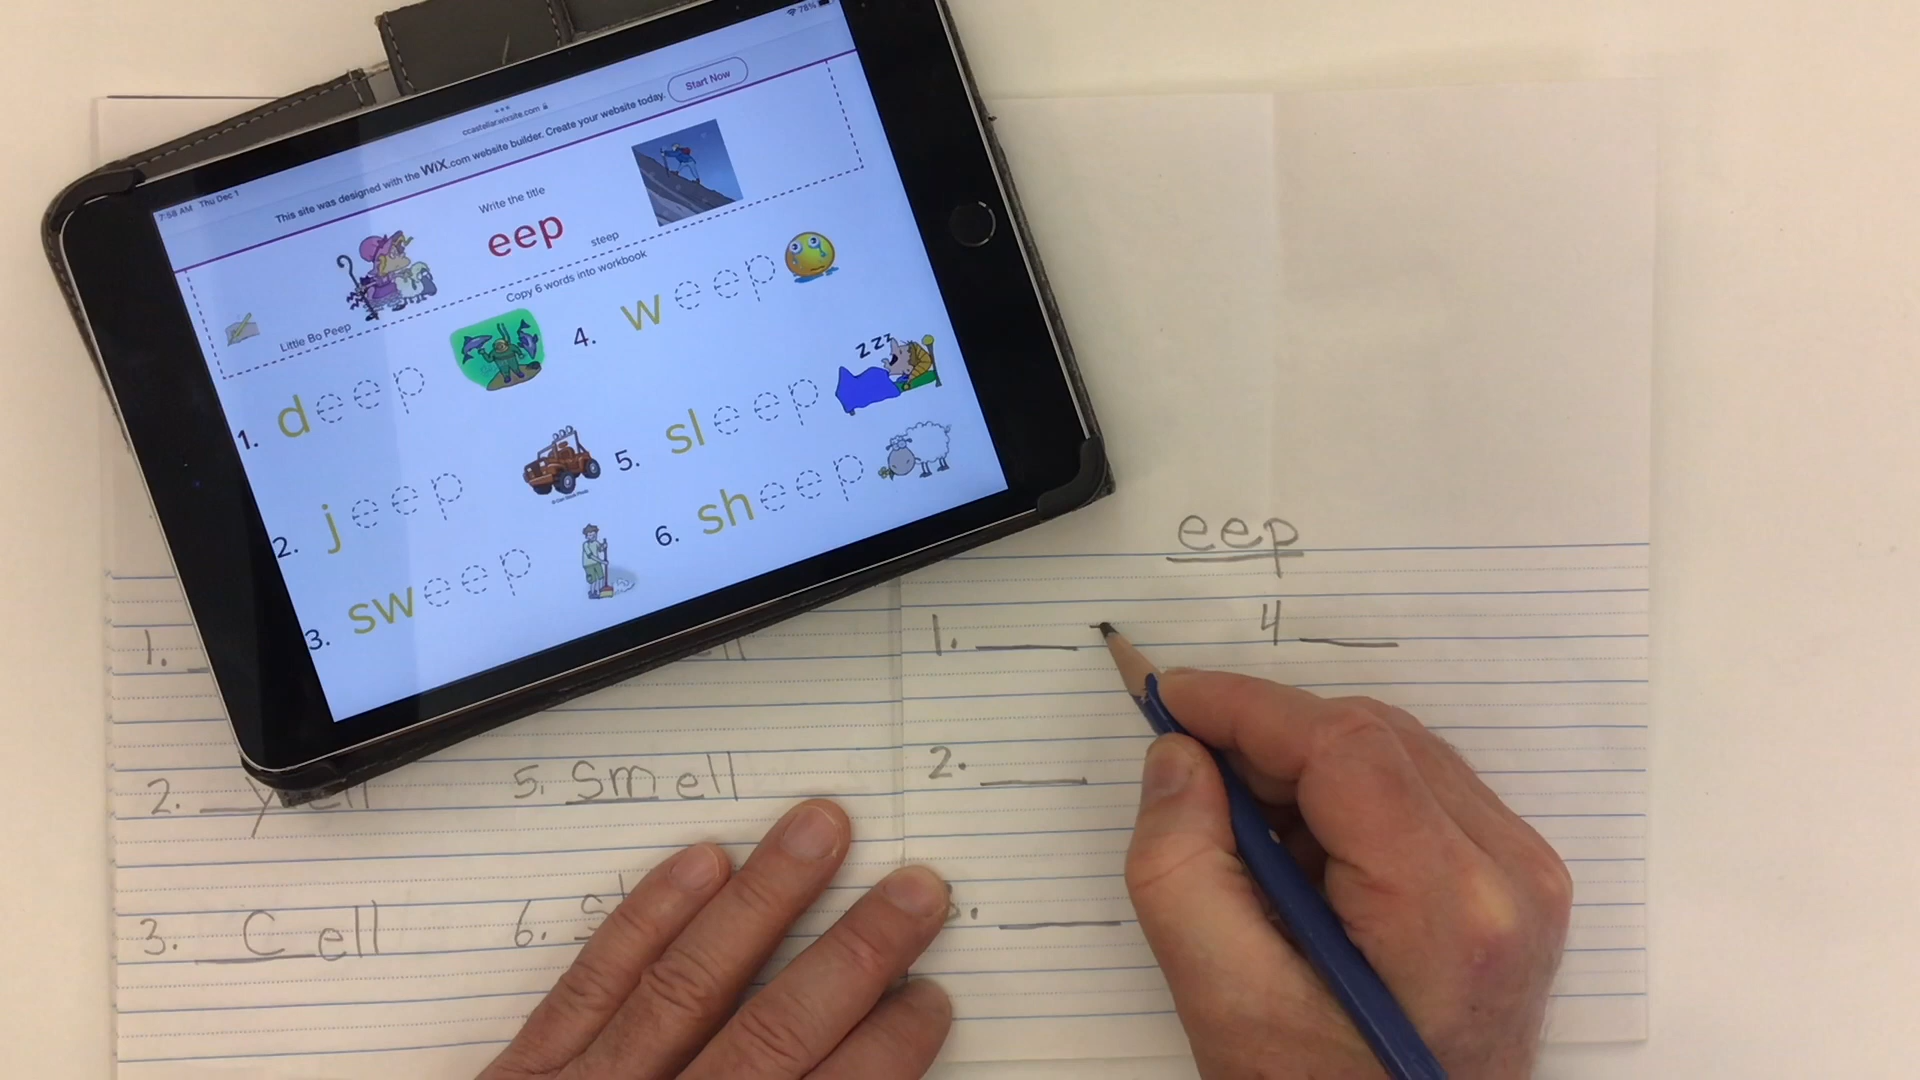 7:58 AM Thu Dec 1
78%
ccastellar.wixsite.com
This site was designed with the WiX.com website builder. Create your website today. Start Now
Write the title
eep
Little Bo Peep
steep
Copy 6 words into workbook
1. deep
2. jeep
3. sweep
4. weep
5. sleep
zzz
6. sheep
1.
2. yell
3. Cell
5. Smell
6. S
eep
1.
2.
4